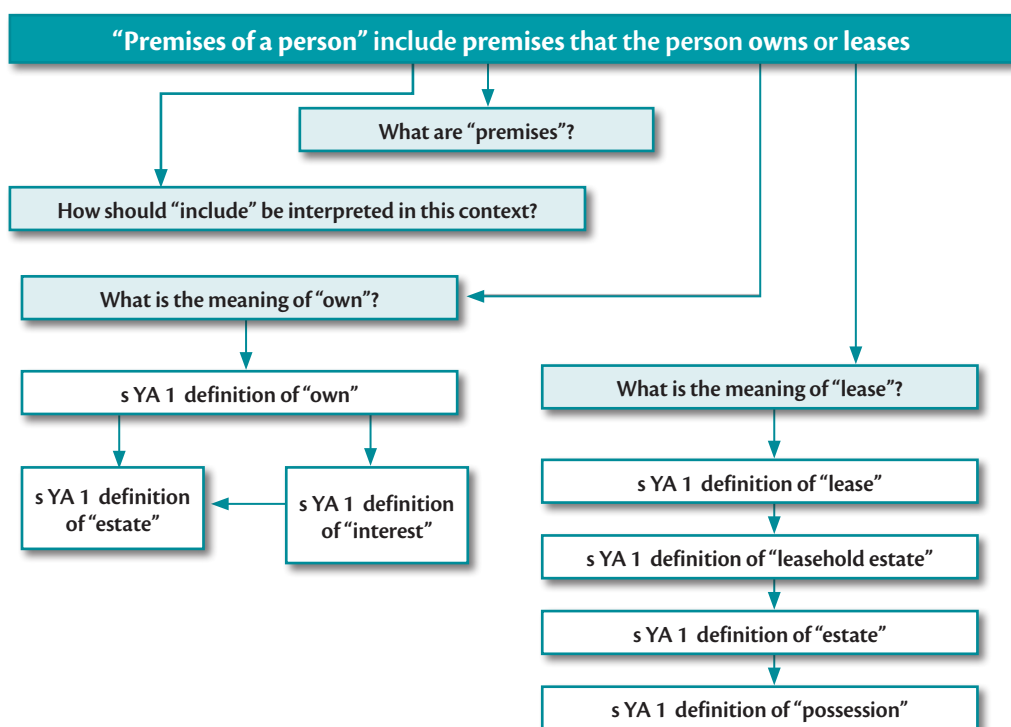 “Premises of a person” include premises that the person owns or leases
What are “premises”?
How should “include” be interpreted in this context?
What is the meaning of “own”?
s YA 1 definition of “own”
s YA 1 definition
of “estate”
s YA 1 definition
of “interest”
What is the meaning of “lease”?
s YA 1 definition of “lease”
s YA 1 definition of “leasehold estate”
s YA 1 definition of “estate”
s YA 1 definition of “possession”